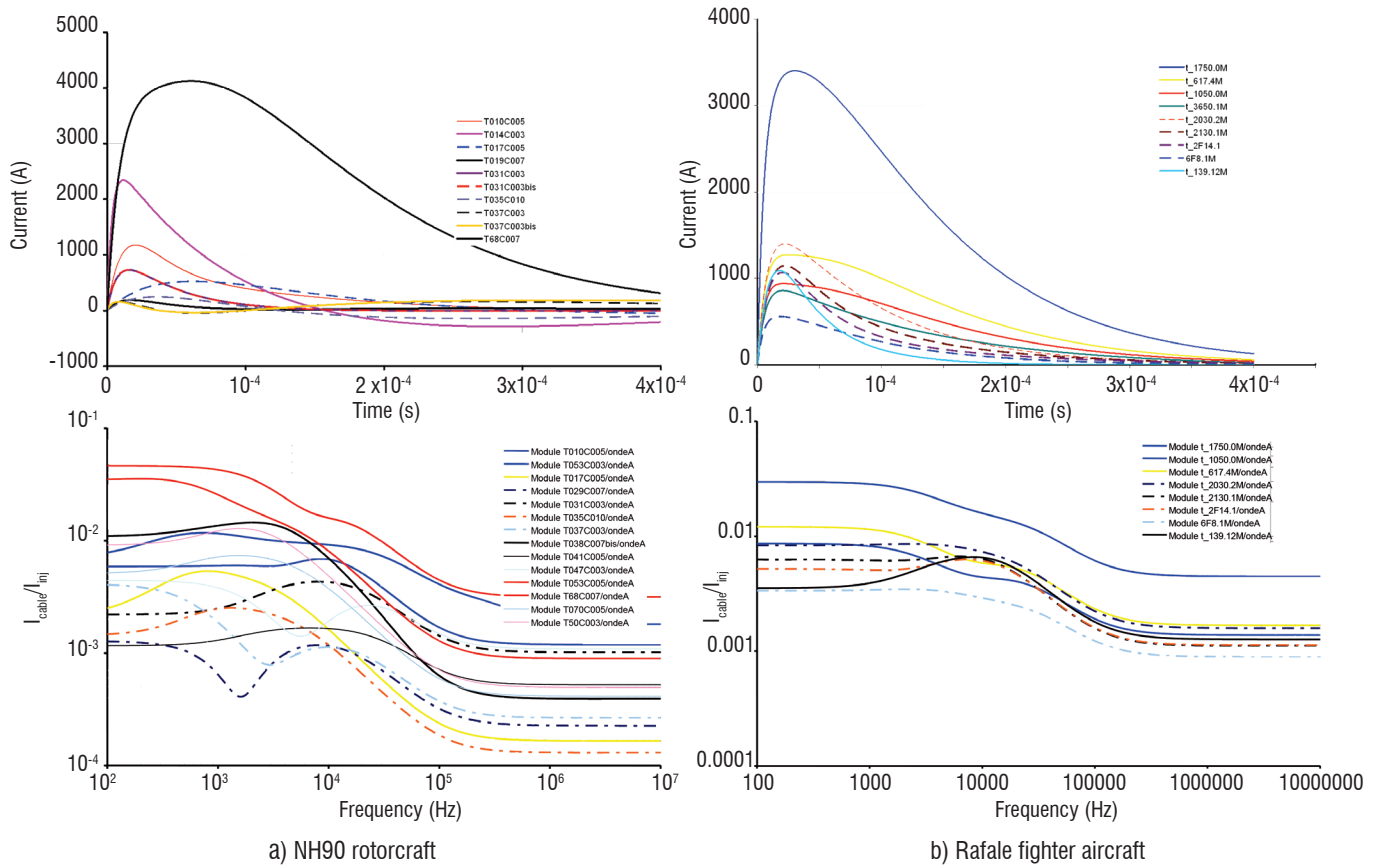 5000
4000
3000
2000
1000
0
-1000
Current (A)
0
10-4
2 x10-4
3x10-4
4x10-4
Time (s)
T010C005
T014C003
T017C005
T019C007
T031C003
T031C003bis
T035C010
T037C003
T037C003bis
T68C007
4000
3000
2000
1000
0
Current (A)
0
10-4
2x10-4
3x10-4
4x10-4
Time (s)
t_1750.0M
t_617.4M
t_1050.0M
t_3650.1M
t_2030.2M
t_2130.1M
t_2F14.1
6F8.1M
t_139.12M
10-1
10-2
10-3
10-4
Icable/Iinj
102
103
104
105
106
107
Frequency (Hz)
Module T010C005/ondeA
Module T053C003/ondeA
Module T017C005/ondeA
Module T029C007/ondeA
Module T031C003/ondeA
Module T035C010/ondeA
Module T037C003/ondeA
Module T038C007bis/ondeA
Module T041C005/ondeA
Module T047C003/ondeA
Module T053C005/ondeA
Module T68C007/ondeA
Module T070C005/ondeA
Module T50C003/ondeA
0.1
0.01
0.001
0.0001
Icable/Iinj
100
1000
10000
100000
1000000
10000000
Frequency (Hz)
Module t_1750.0M/ondeA
Module t_1050.0M/ondeA
Module t_617.4M/ondeA
Module t_2030.2M/ondeA
Module t_2130.1M/ondeA
Module t_2F14.1/ondeA
Module 6F8.1M/ondeA
Module t_139.12M/ondeA
a) NH90 rotorcraft
b) Rafale fighter aircraft